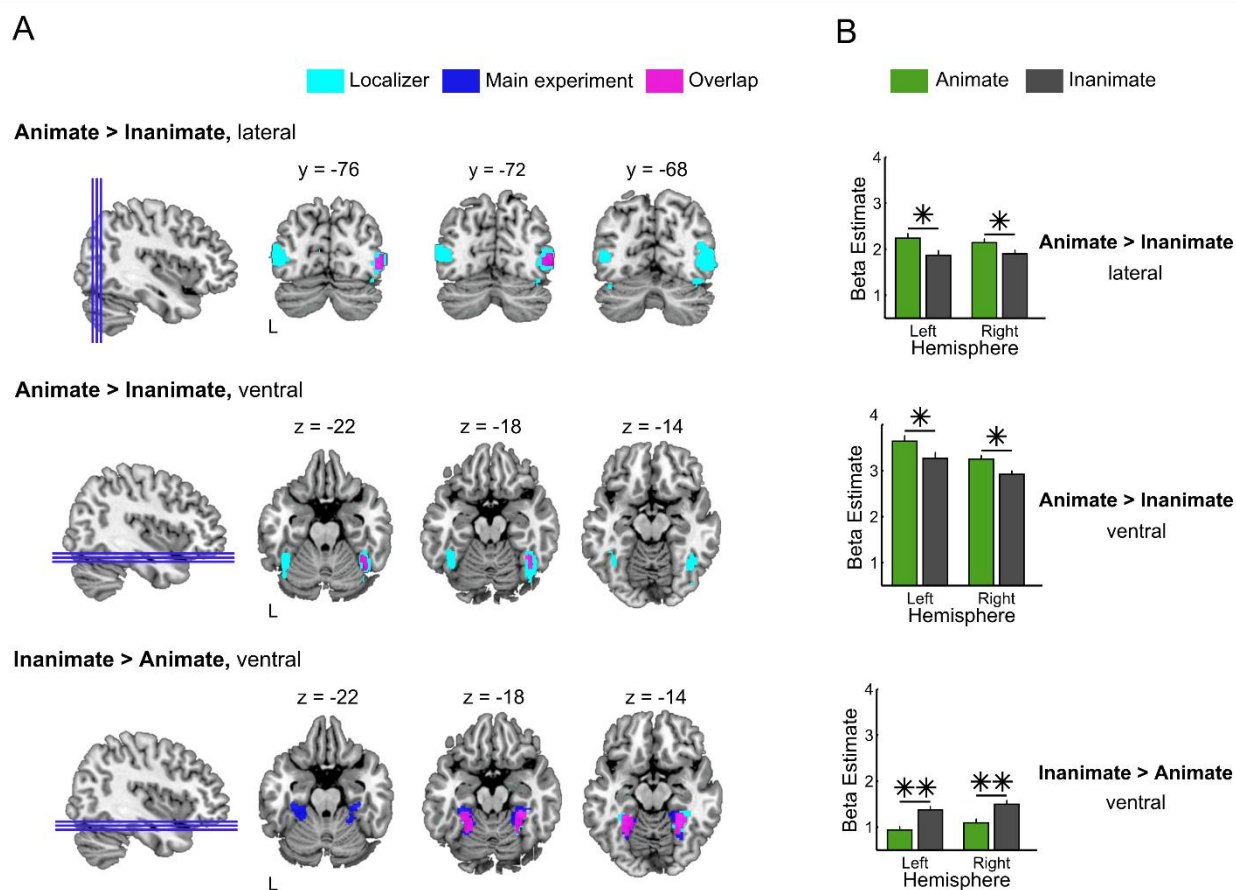 A
B
Localizer Main experiment Overlap
Animate Inanimate
Animate > Inanimate, lateral
y = -76 y = -72 y = -68
L
4
3
2
1
Beta Estimate
Left Right
Hemisphere
Animate > Inanimate
lateral
Animate > Inanimate, ventral
z = -22 z = -18 z = -14
L
4
3
2
1
Beta Estimate
Left Right
Hemisphere
Animate > Inanimate
ventral
Inanimate > Animate, ventral
z = -22 z = -18 z = -14
L
4
3
2
1
Beta Estimate
Left Right
Hemisphere
Inanimate > Animate
ventral